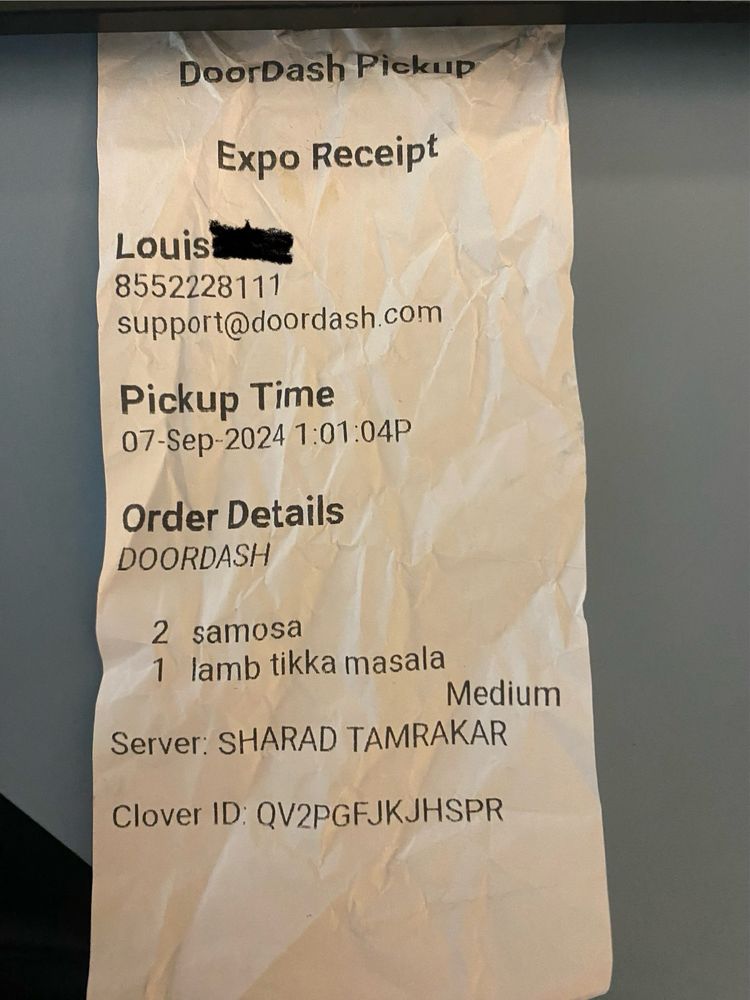 DoorDash Pickup
Expo Receipt
Louis
8552228111
support@doordash.com
Pickup Time
07-Sep-2024 1:01:04P
Order Details
DOORDASH
2 samosa
1 lamb tikka masala
Medium
Server: SHARAD TAMRAKAR
Clover ID: QV2PGFJKJHSPR